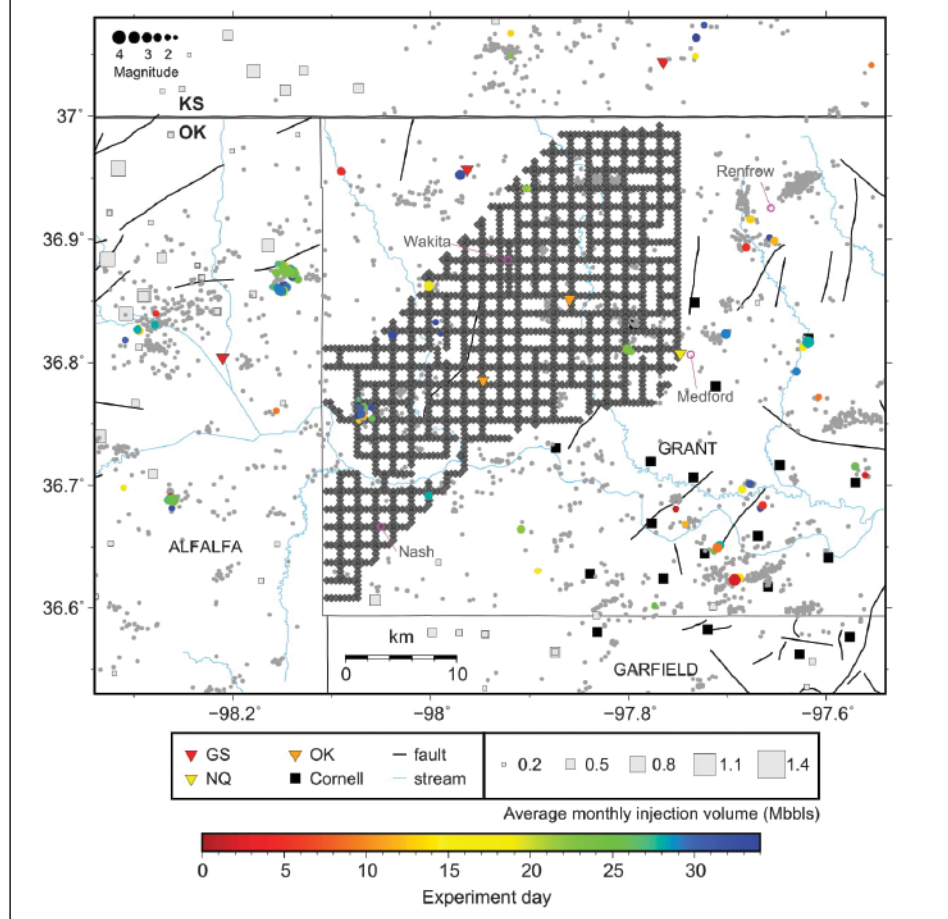 4 3 2
Magnitude
KS
37°
OK
Renfrow
36.9°
Wakita
36.8°
Medford
GRANT
36.7°
Nash
ALFALFA
36.6°
km
0 10
GARFIELD
−98.2 −98 −97.8 −97.6
GS OK fault
NQ Cornell stream
0.2 0.5 0.8 1.1 1.4
Average monthly injection volume (Mbbls)
0 5 10 15 20 25 30
Experiment day